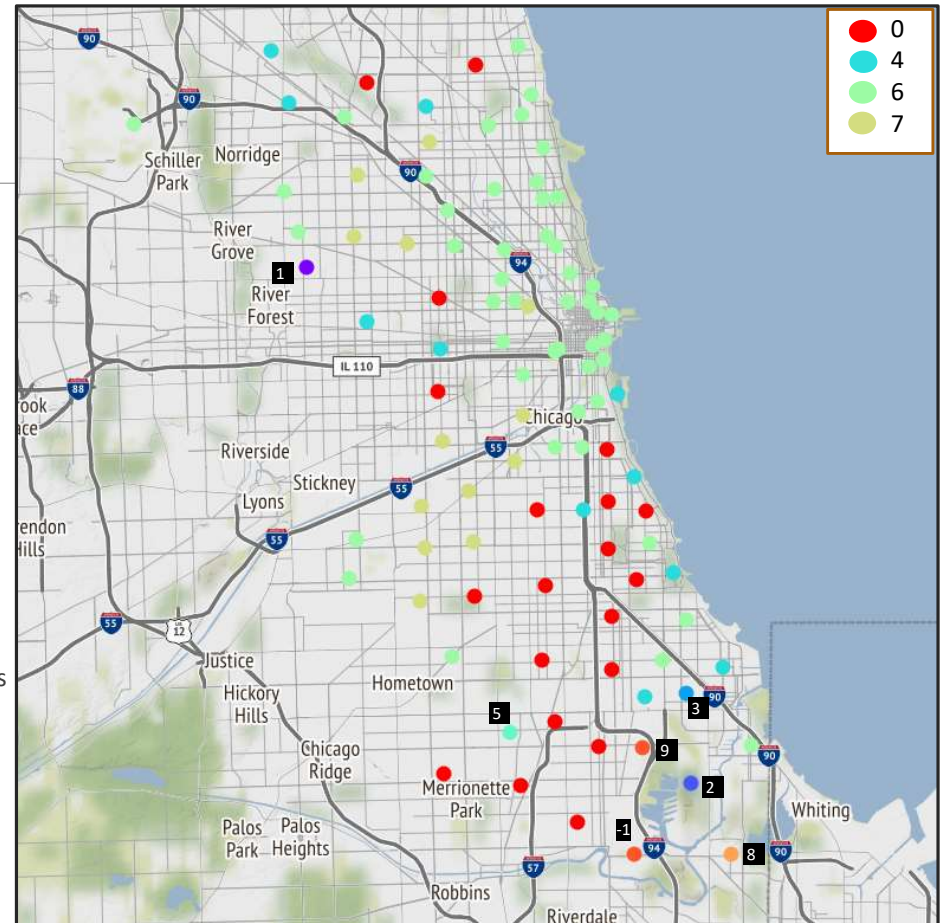 0
4
6
7
90
90
Schiller
Park
Norridge
90
River
Grove
94
1
River
Forest
IL 110
88
rook
ace
Chicago
55
Riverside
Stickney
55
Lyons
rendon
Hills
55
55
US
12
Justice
s
Hometown
Hickory
Hills
90
3
5
Chicago
Ridge
9
90
Merrionette
Park
2
Whiting
Palos
Park
Palos
Heights
-1
94
8
90
57
Robbins
Riverdale